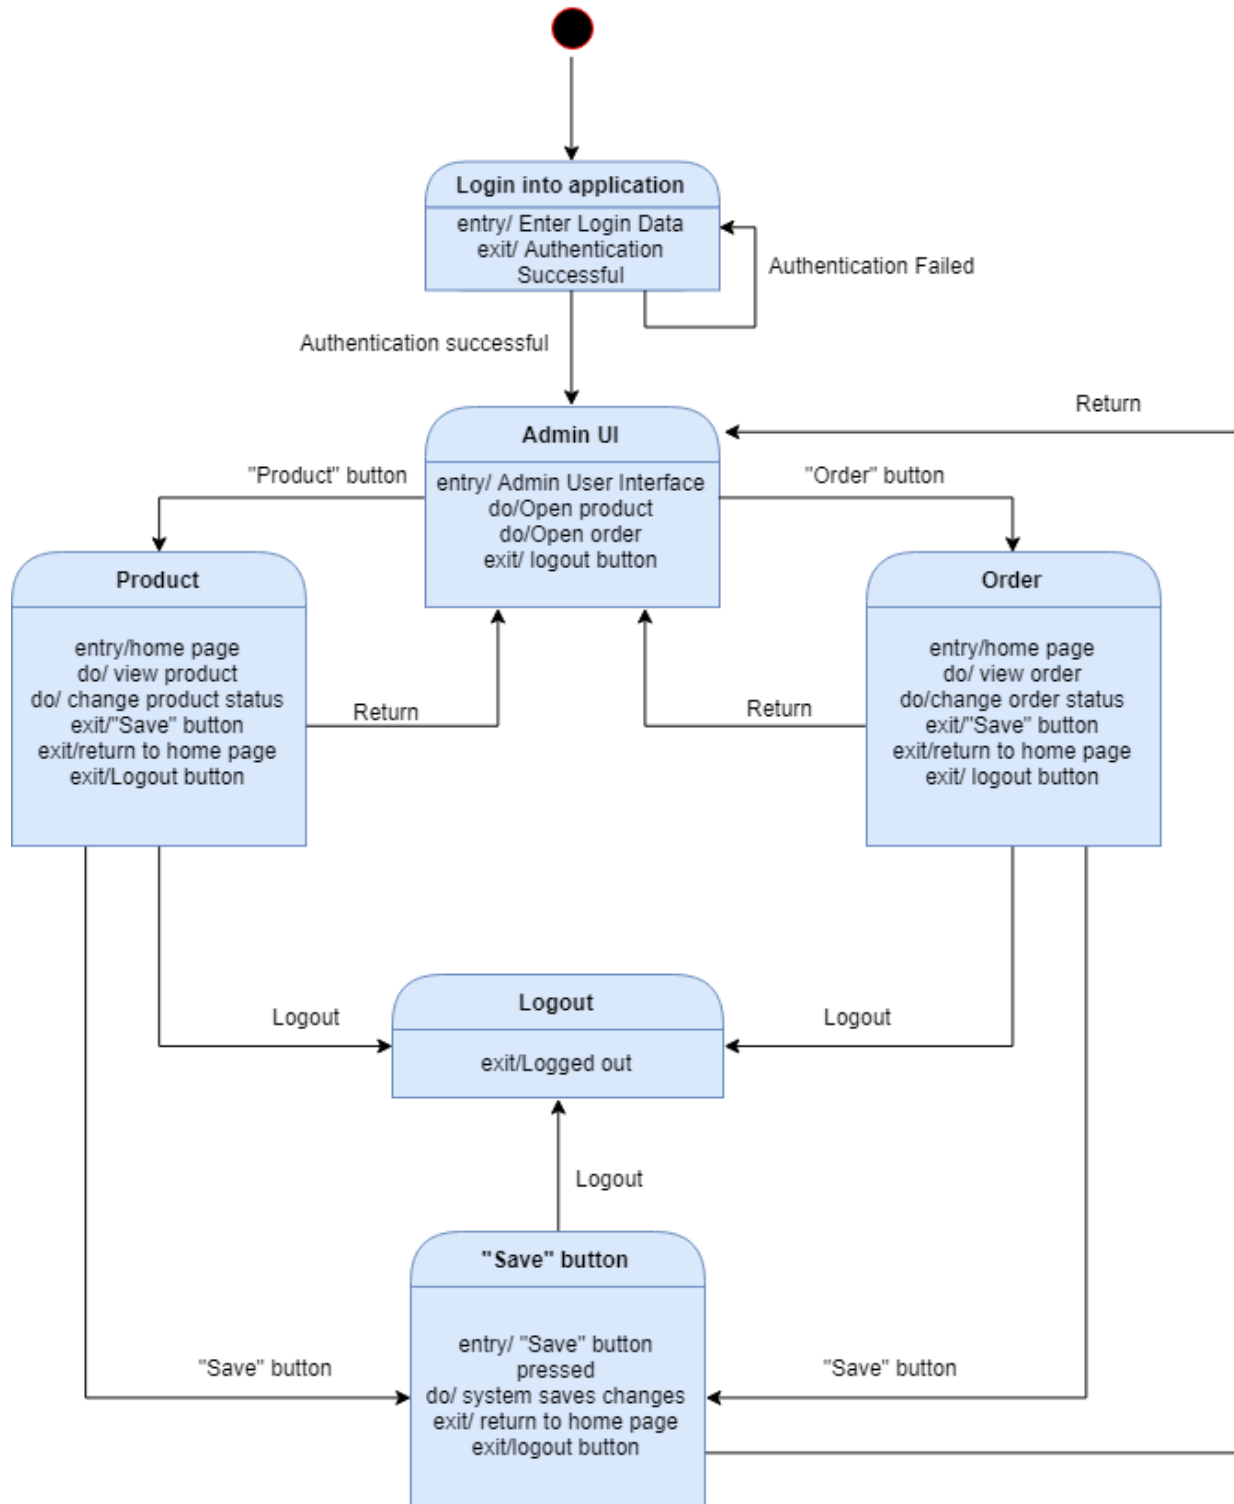 Login into application
entry/ Enter Login Data
exit/ Authentication
Successful
Authentication Failed
Authentication successful
Return
Admin UI
entry/ Admin User Interface
do/Open product
do/Open order
exit/ logout button
"Product" button
"Order" button
Product
entry/home page
do/ view product
do/ change product status
exit/"Save" button
exit/return to home page
exit/Logout button
Return
Return
Order
entry/home page
do/ view order
do/change order status
exit/"Save" button
exit/return to home page
exit/ logout button
Logout
exit/Logged out
Logout
Logout
Logout
"Save" button
entry/ "Save" button
pressed
do/ system saves changes
exit/ return to home page
exit/logout button
"Save" button
"Save" button